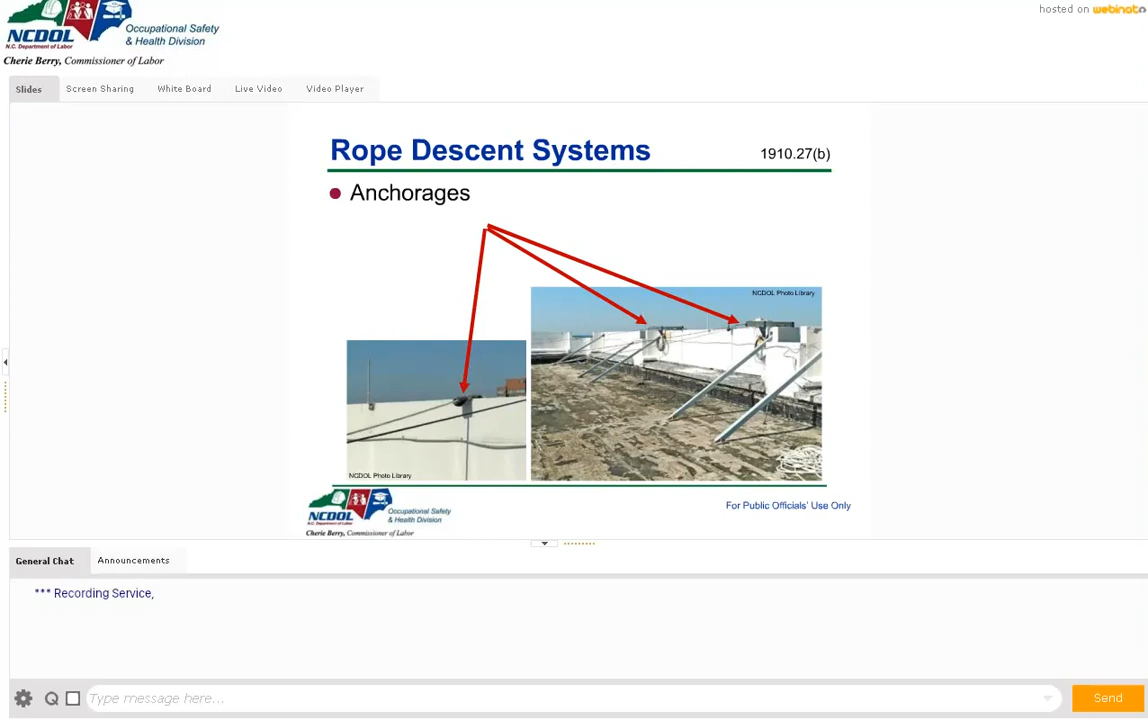 hosted on webinato
NCDOL
N.C. Department of Labor
Occupational Safety
& Health Division
Cherie Berry, Commissioner of Labor
Slides
Screen Sharing
White Board
Live Video
Video Player
Rope Descent Systems
1910.27(b)
Anchorages
NCDOL Photo Library
NCDOL Photo Library
NCDOL
N.C. Department of Labor
Occupational Safety
& Health Division
Cherie Berry, Commissioner of Labor
For Public Officials' Use Only
General Chat
Announcements
*** Recording Service,
Type message here...
Send